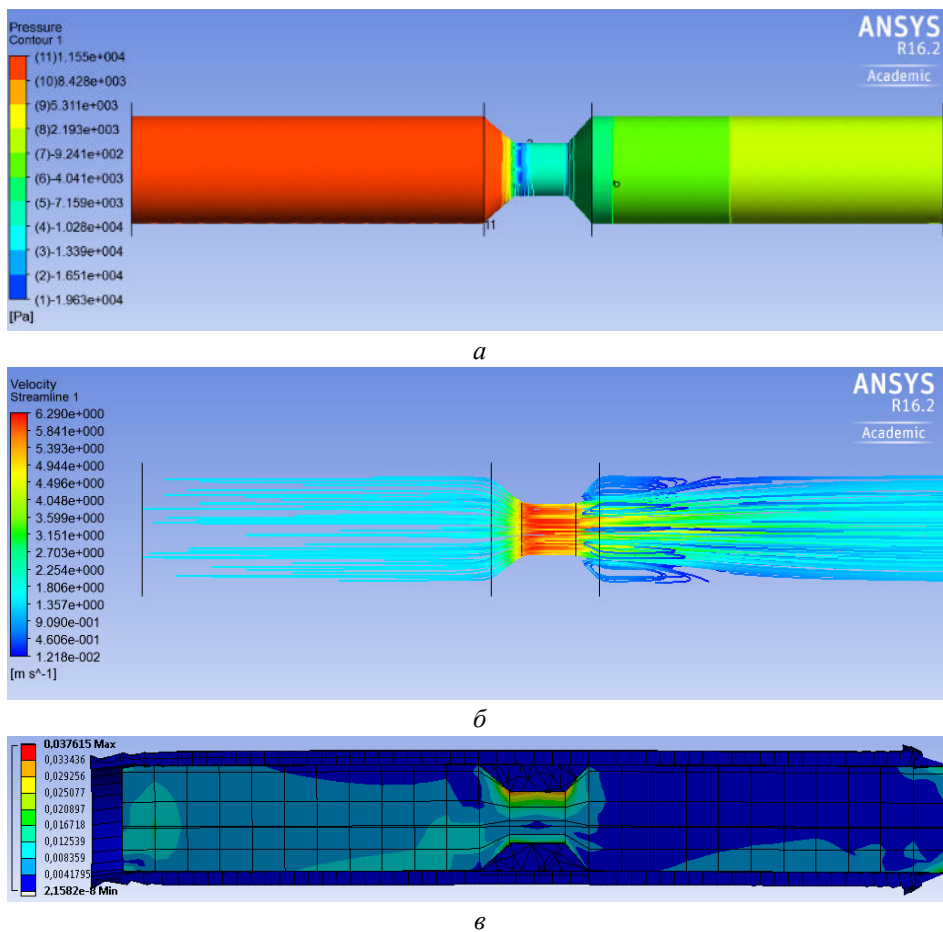 Pressure
Contour 1
(11)1.155e+004
(10)8.428e+003
(9)5.311e+003
(8)2.193e+003
(7)-9.241e+002
(6)-4.041e+003
(5)-7.159e+003
(4)-1.028e+004
(3)-1.339e+004
(2)-1.651e+004
(1)-1.963e+004
[Pa]
ANSYS
R16.2
Academic
11
а
Velocity
Streamline 1
6.290e+000
5.841e+000
5.393e+000
4.944e+000
4.496e+000
4.048e+000
3.599e+000
3.151e+000
2.703e+000
2.254e+000
1.806e+000
1.357e+000
9.090e-001
4.606e-001
1.218e-002
[m s^-1]
ANSYS
R16.2
Academic
б
0,037615 Max
0,033436
0,029256
0,025077
0,020897
0,016718
0,012539
0,008359
0,0041795
2,1582e-8 Min
в